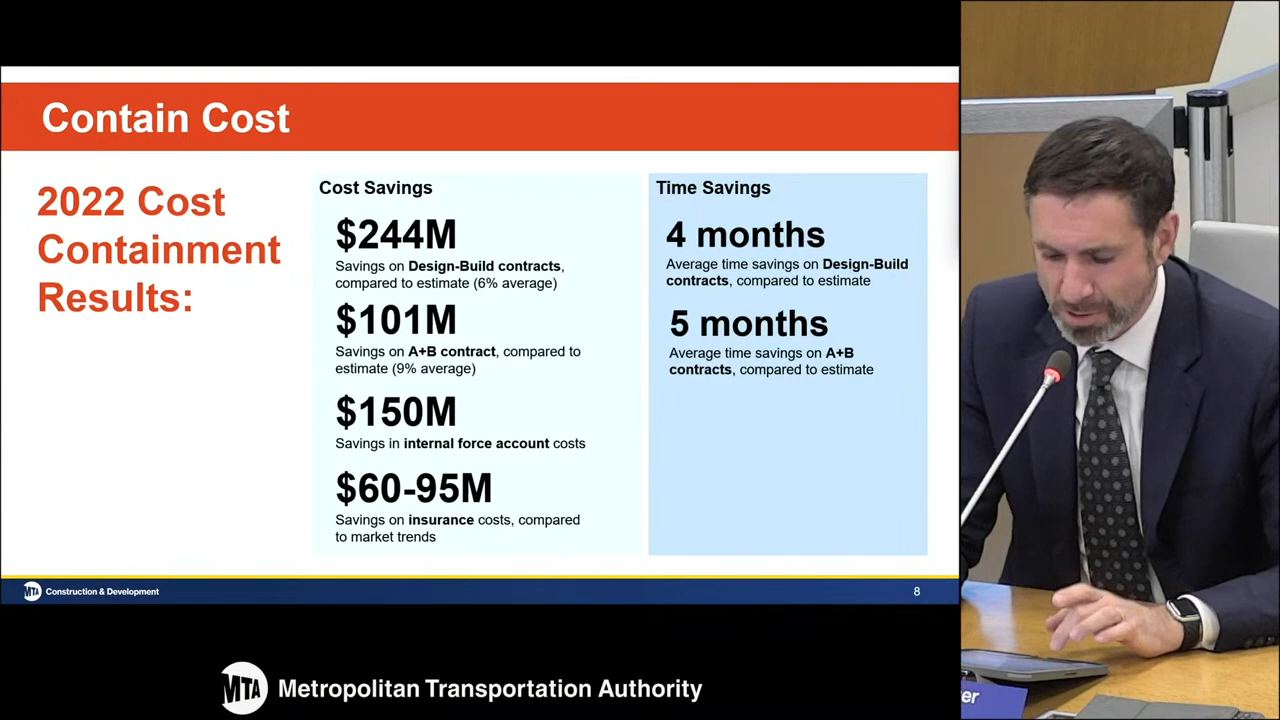 Contain Cost
2022 Cost
Containment
Results:
Cost Savings
$244M
Savings on Design-Build contracts,
compared to estimate (6% average)
$101M
Savings on A+B contract, compared to
estimate (9% average)
$150M
Savings in internal force account costs
$60-95M
Savings on insurance costs, compared
to market trends
Time Savings
4 months
Average time savings on Design-Build
contracts, compared to estimate
5 months
Average time savings on A+B
contracts, compared to estimate
MTA Construction & Development
8
MTA Metropolitan Transportation Authority